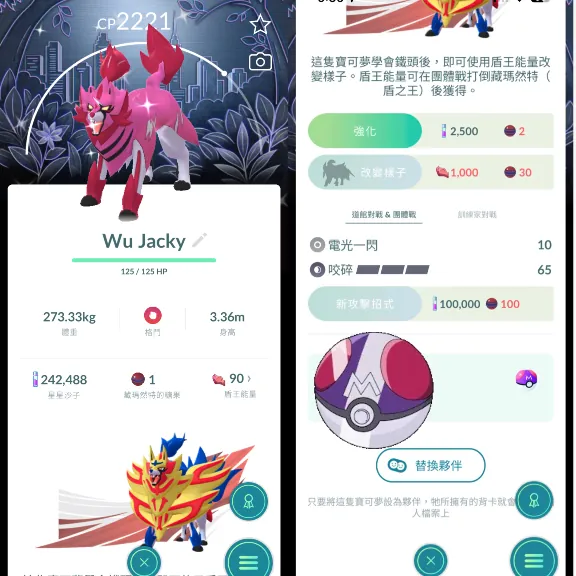 CP2221
Wu Jacky
125 / 125 HP
273.33kg
體重
格鬥
3.36m
身高
242,488
星星沙子
1
藏瑪然特的糖果
90 ›
盾王能量
這隻寶可夢學會鐵頭後，即可使用盾王能量改
變樣子。盾王能量可在團體戰打倒藏瑪然特（
盾之王）後獲得。
強化
2,500
2
改變樣子
1,000
30
道館對戰 & 團體戰
訓練家對戰
電光一閃
10
咬碎
65
新攻擊招式
100,000
100
M
替換夥伴
只要將這隻寶可夢設為夥伴，牠所擁有的背卡就會
人檔案上